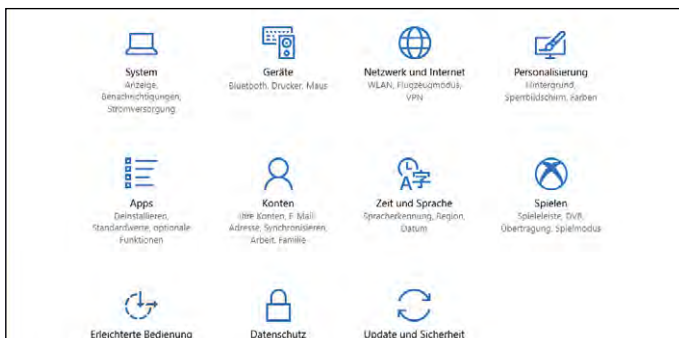 System
Anzeige,
Benachrichtigungen,
Stromversorgung
Geräte
Bluetooth, Drucker, Maus
Netzwerk und Internet
WLAN, Flugzeugmodus,
VPN
Personalisierung
Hintergrund,
Sperrbildschirm, Farben
Apps
Deinstallieren,
Standardwerte, optionale
Funktionen
Konten
Ihre Konten, E-Mail-
Adresse, Synchronisieren,
Arbeit, Familie
A字
Zeit und Sprache
Spracherkennung, Region,
Datum
Spielen
Spieleleiste, DVR,
Übertragung, Spielmodus
Erleichterte Bedienung
Datenschutz
Update und Sicherheit